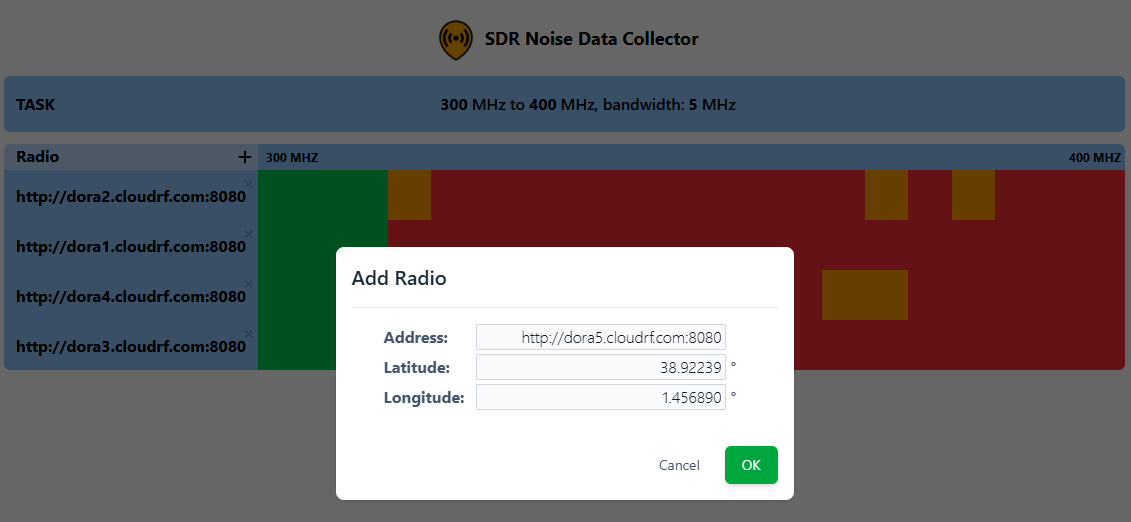 SDR Noise Data Collector
TASK
300 MHz to 400 MHz, bandwidth: 5 MHz
Radio +
300 MHZ
400 MHZ
http://dora2.cloudrf.com:8080
http://dora1.cloudrf.com:8080
http://dora4.cloudrf.com:8080
http://dora3.cloudrf.com:8080
Add Radio
Address: http://dora5.cloudrf.com:8080
Latitude: 38.92239 °
Longitude: 1.456890 °
Cancel
OK